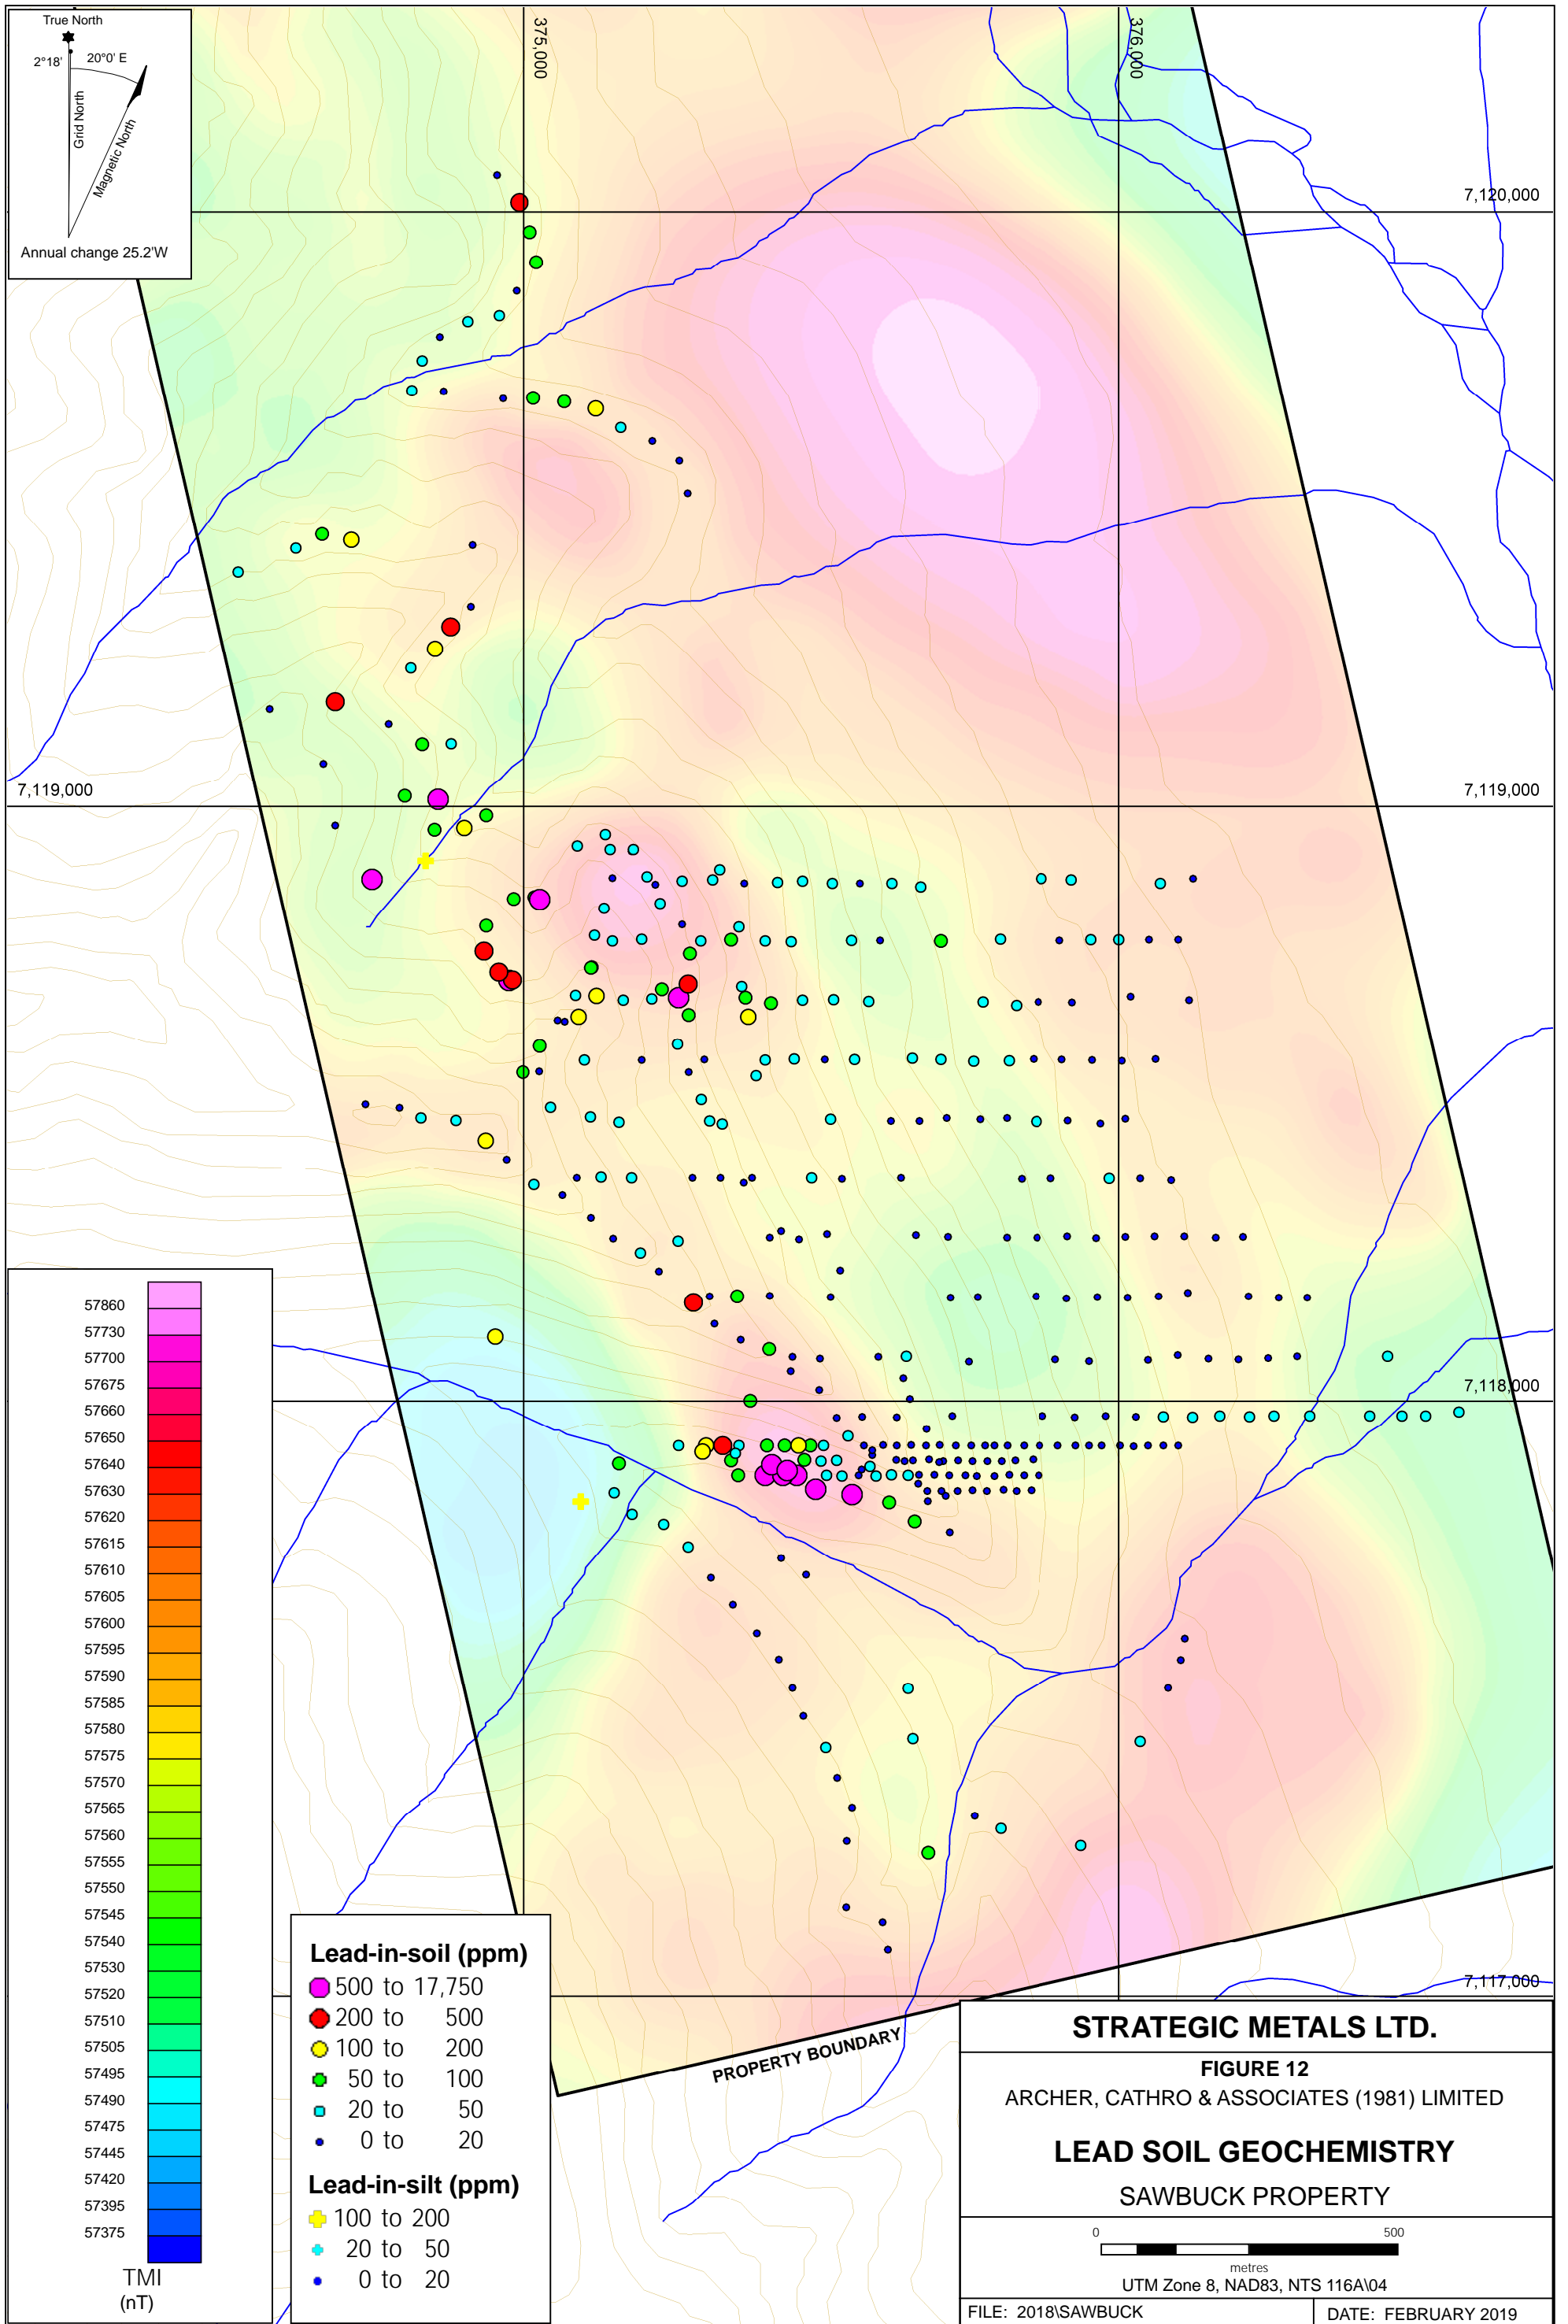 True North
2°18'
20°0' E
Grid North
Magnetic North
Annual change 25.2'W
375,000
376,000
7,120,000
7,119,000
7,119,000
7,118,000
7,117,000
57860
57730
57700
57675
57660
57650
57640
57630
57620
57615
57610
57605
57600
57595
57590
57585
57580
57575
57570
57565
57560
57555
57550
57545
57540
57530
57520
57510
57505
57495
57490
57475
57445
57420
57395
57375
TMI
(nT)
Lead-in-soil (ppm)
500 to 17,750
200 to 500
100 to 200
50 to 100
20 to 50
0 to 20
Lead-in-silt (ppm)
100 to 200
20 to 50
0 to 20
PROPERTY BOUNDARY
STRATEGIC METALS LTD.
FIGURE 12
ARCHER, CATHRO & ASSOCIATES (1981) LIMITED
LEAD SOIL GEOCHEMISTRY
SAWBUCK PROPERTY
0 500
metres
UTM Zone 8, NAD83, NTS 116A\04
FILE: 2018\SAWBUCK
DATE: FEBRUARY 2019